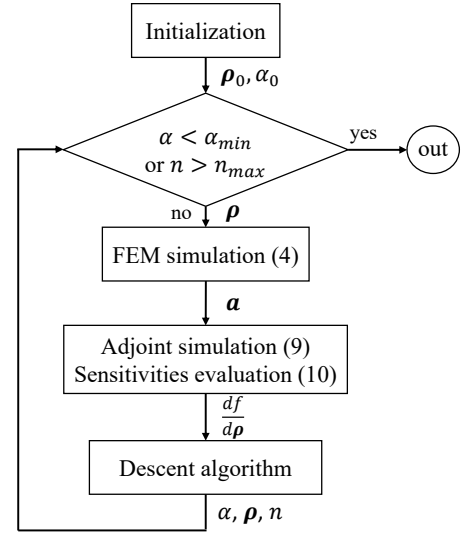 Initialization
𝝆₀, α₀
α < αₘᵢₙ
or n > nₘₐₓ
yes
out
no
𝝆
FEM simulation (4)
𝒂
Adjoint simulation (9)
Sensitivities evaluation (10)
df
d𝝆
Descent algorithm
α, 𝝆, n